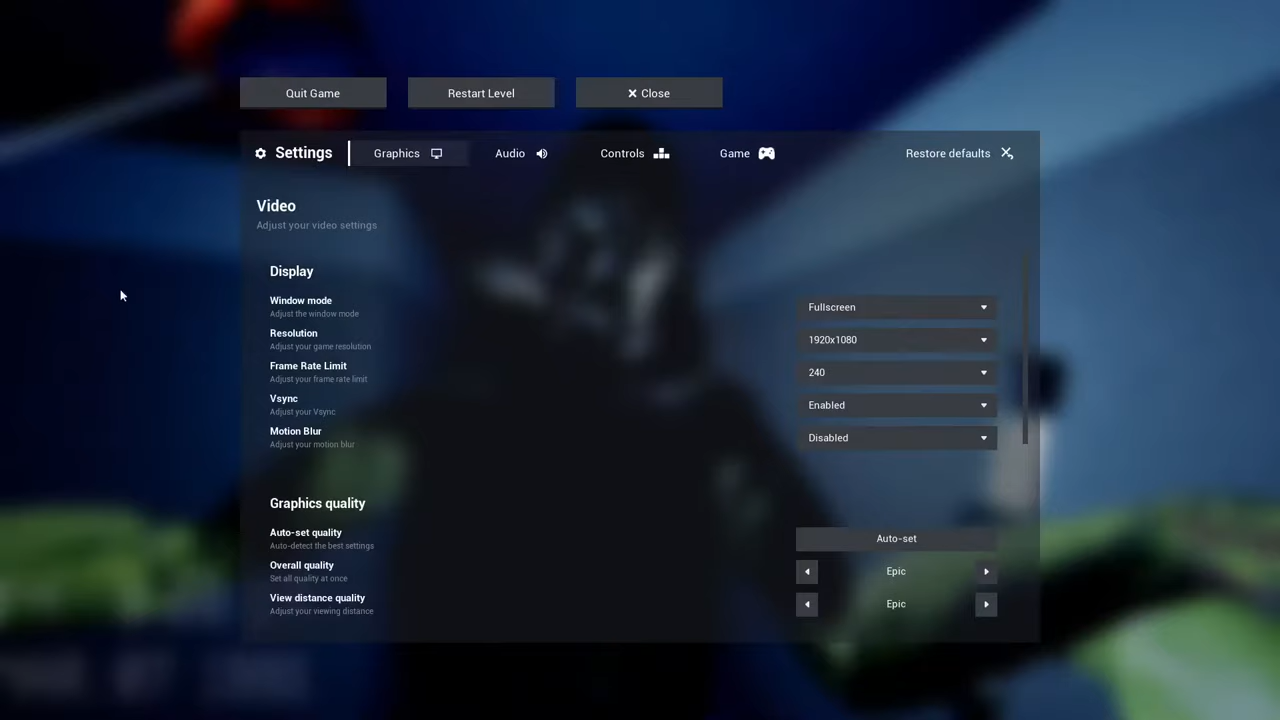 Quit Game
Restart Level
Close
Settings
Graphics
Audio
Controls
Game
Restore defaults
Video
Adjust your video settings
Display
Window mode
Adjust the window mode
Fullscreen
Resolution
Adjust your game resolution
1920x1080
Frame Rate Limit
Adjust your frame rate limit
240
Vsync
Adjust your Vsync
Enabled
Motion Blur
Adjust your motion blur
Disabled
Graphics quality
Auto-set quality
Auto-detect the best settings
Auto-set
Overall quality
Set all quality at once
Epic
View distance quality
Adjust your viewing distance
Epic